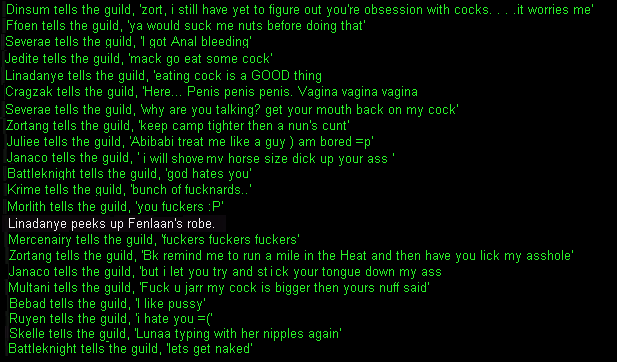 Dinsum tells the guild, 'zort, i still have yet to figure out you're obsession with cocks. . . .it worries me'
Ffoen tells the guild, 'ya would suck me nuts before doing that'
Severae tells the guild, 'I got Anal bleeding'
Jedite tells the guild, 'mack go eat some cock'
Linadanye tells the guild, 'eating cock is a GOOD thing
Cragzak tells the guild, 'Here... Penis penis penis. Vagina vagina vagina
Severae tells the guild, 'why are you talking? get your mouth back on my cock'
Zortang tells the guild, 'keep camp tighter then a nun's cunt'
Juliee tells the guild, 'Abibabi treat me like a guy ) am bored =p'
Janaco tells the guild, ' i will shove mv horse size dick up your ass '
Battleknight tells the guild, 'god hates you'
Krime tells the guild, 'bunch of fucknards..'
Morlith tells the guild, 'you fuckers :P'
Linadanye peeks up Fenlaan's robe.
Mercenairy tells the guild, 'fuckers fuckers fuckers'
Zortang tells the guild, 'Bk remind me to run a mile in the Heat and then have you lick my asshole'
Janaco tells the guild, 'but i let you try and stick your tongue down my ass
Multani tells the guild, 'Fuck u jarr my cock is bigger then yours nuff said'
Bebad tells the guild, 'I like pussy'
Ruyen tells the guild, 'i hate you =('
Skelle tells the guild, 'Lunaa typing with her nipples again'
Battleknight tells the guild, 'lets get naked'